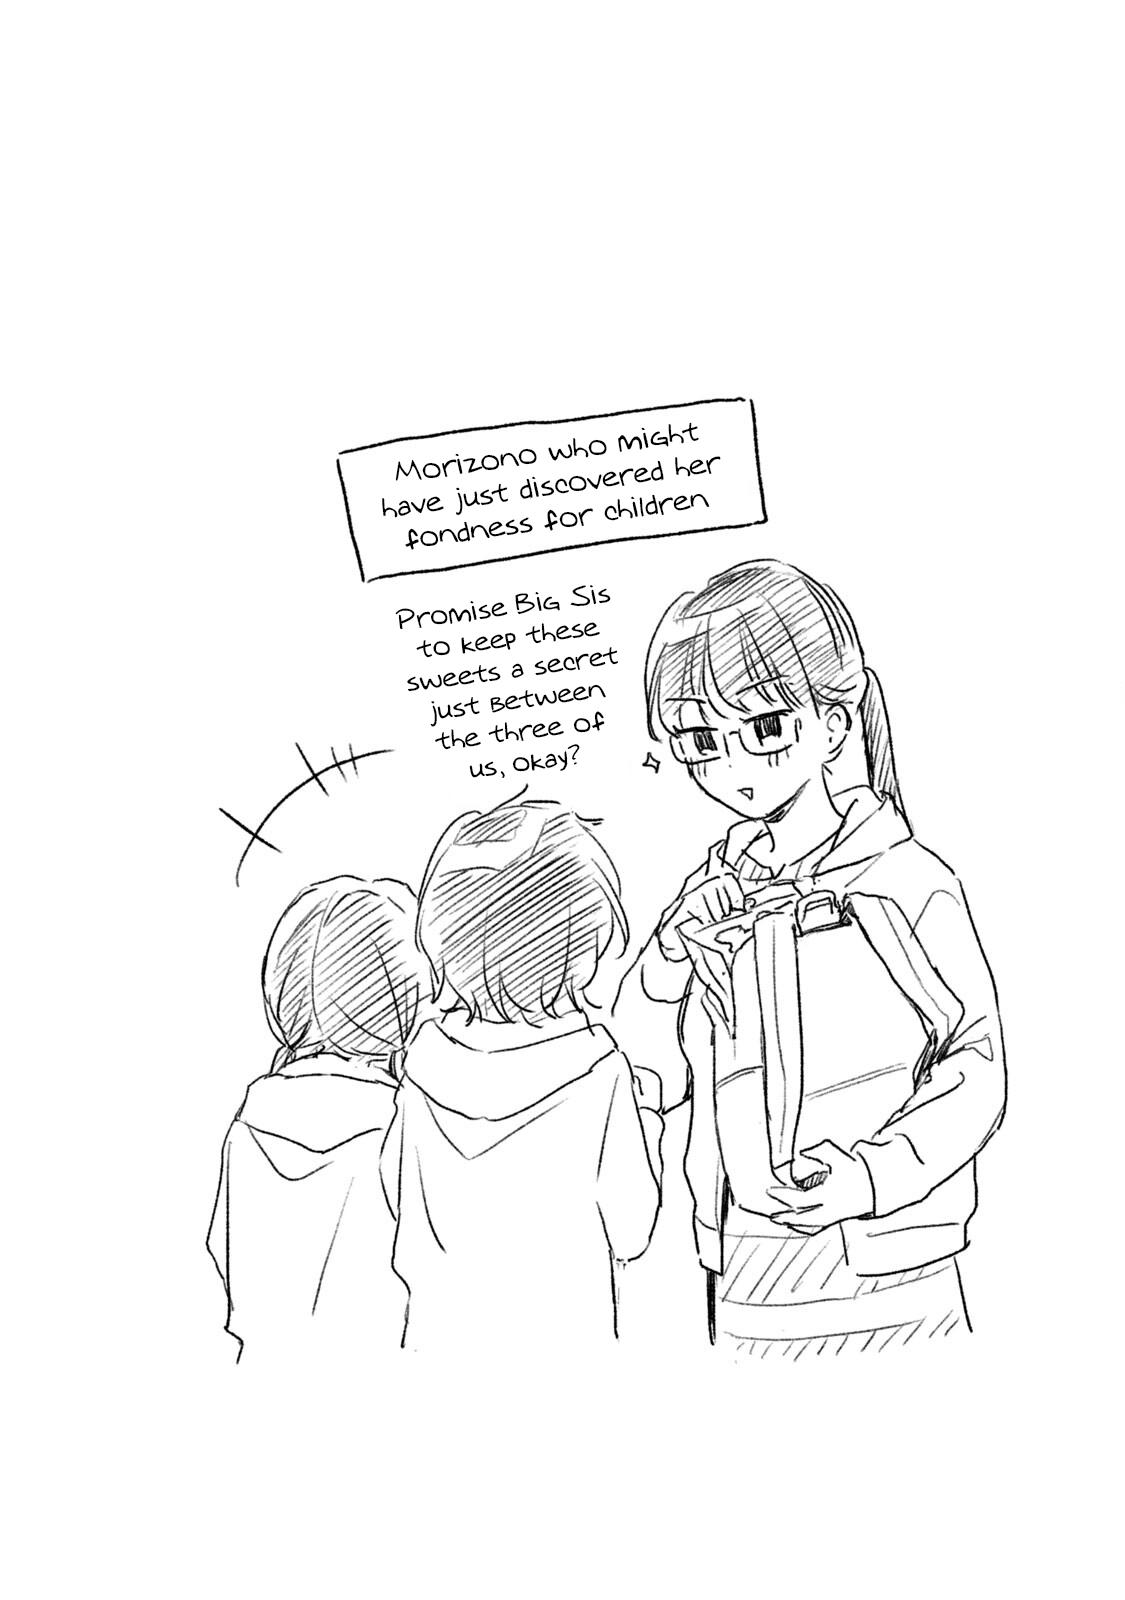 Morizono who might
have just discovered her
fondness for children
Promise Big Sis
to keep these
sweets a secret
just between
the three of
us, okay?